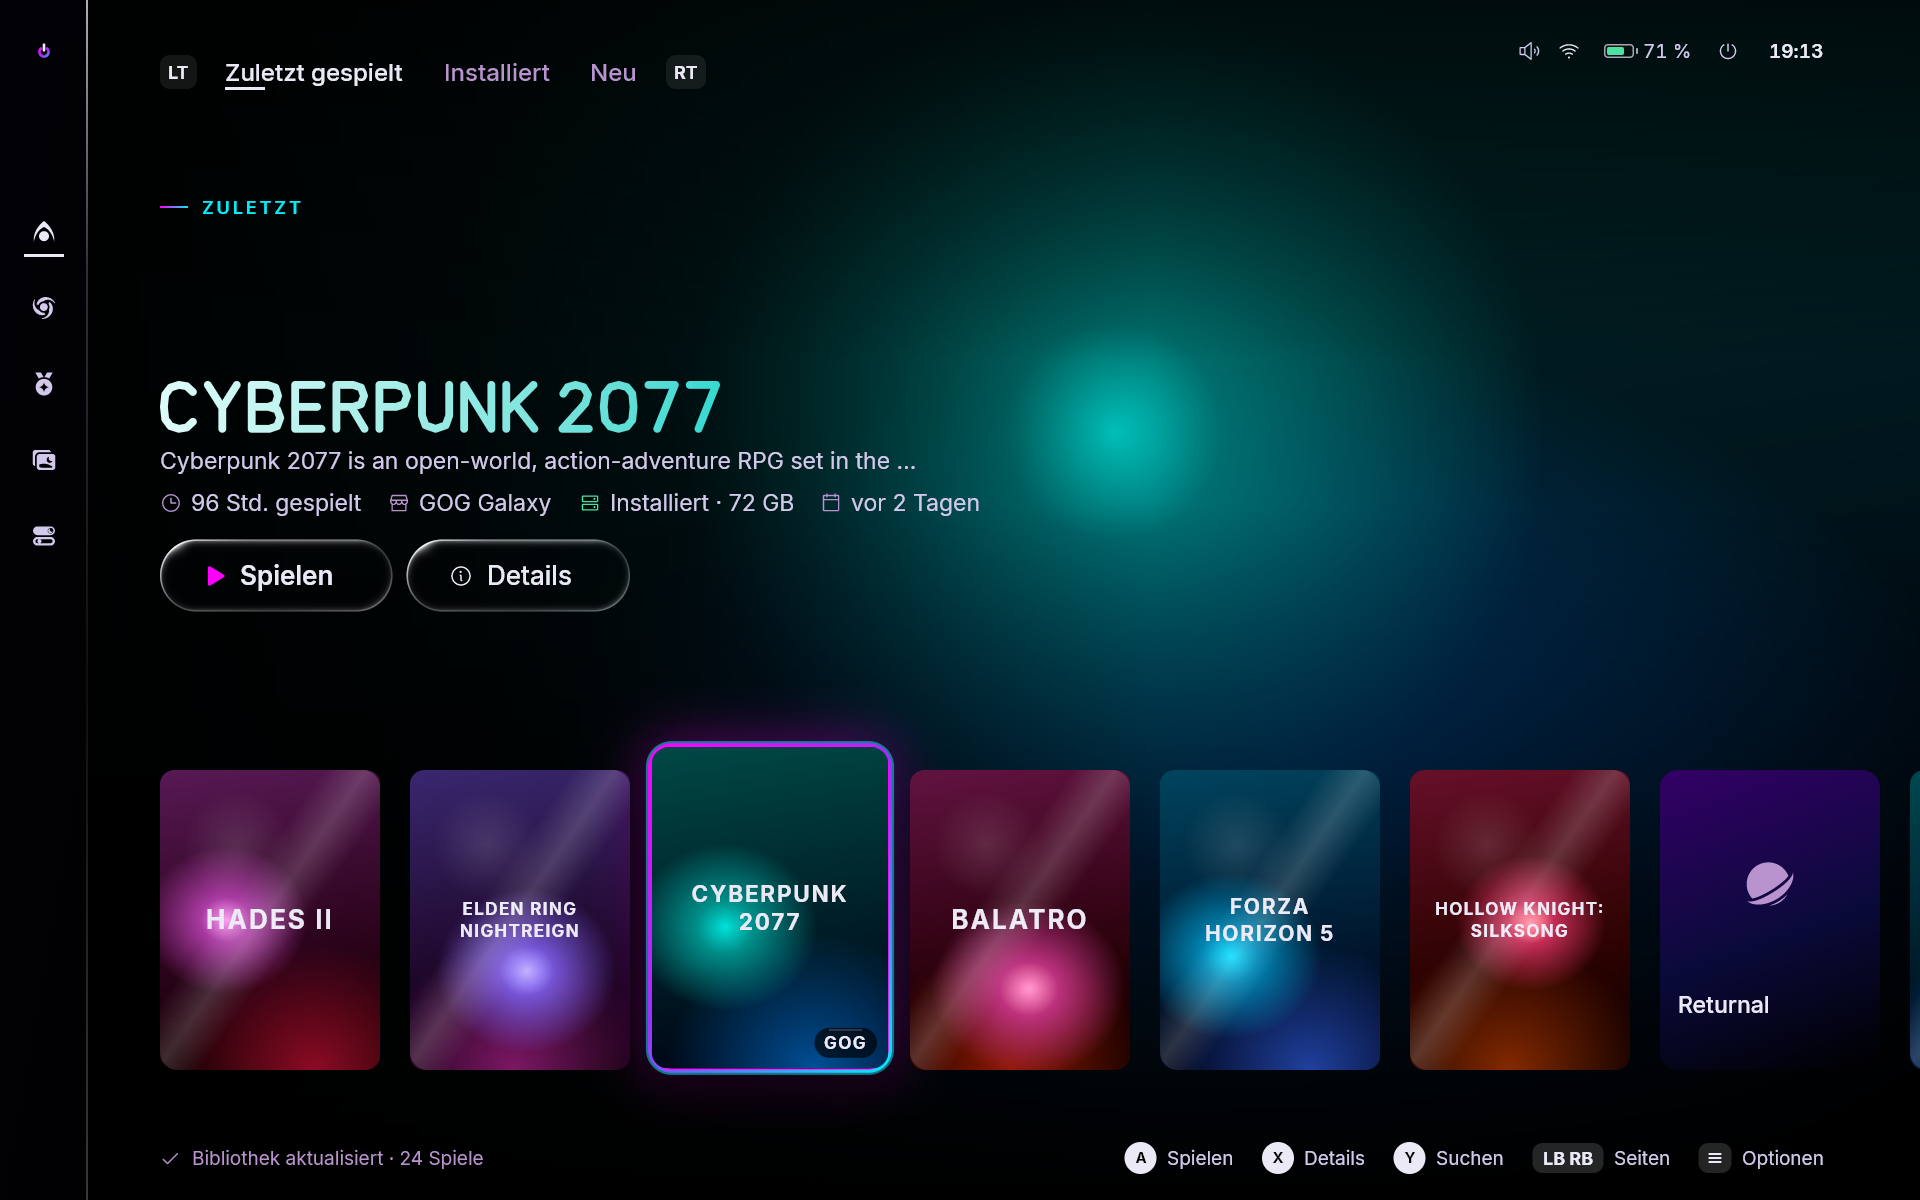 LT Zuletzt gespielt Installiert Neu RT
71 % 19:13
ZULETZT
CYBERPUNK 2077
Cyberpunk 2077 is an open-world, action-adventure RPG set in the ...
96 Std. gespielt GOG Galaxy Installiert · 72 GB vor 2 Tagen
Spielen Details
HADES II
ELDEN RING
NIGHTREIGN
CYBERPUNK
2077
GOG
BALATRO
FORZA
HORIZON 5
HOLLOW KNIGHT:
SILKSONG
Returnal
Bibliothek aktualisiert · 24 Spiele
A Spielen X Details Y Suchen LB RB Seiten Optionen